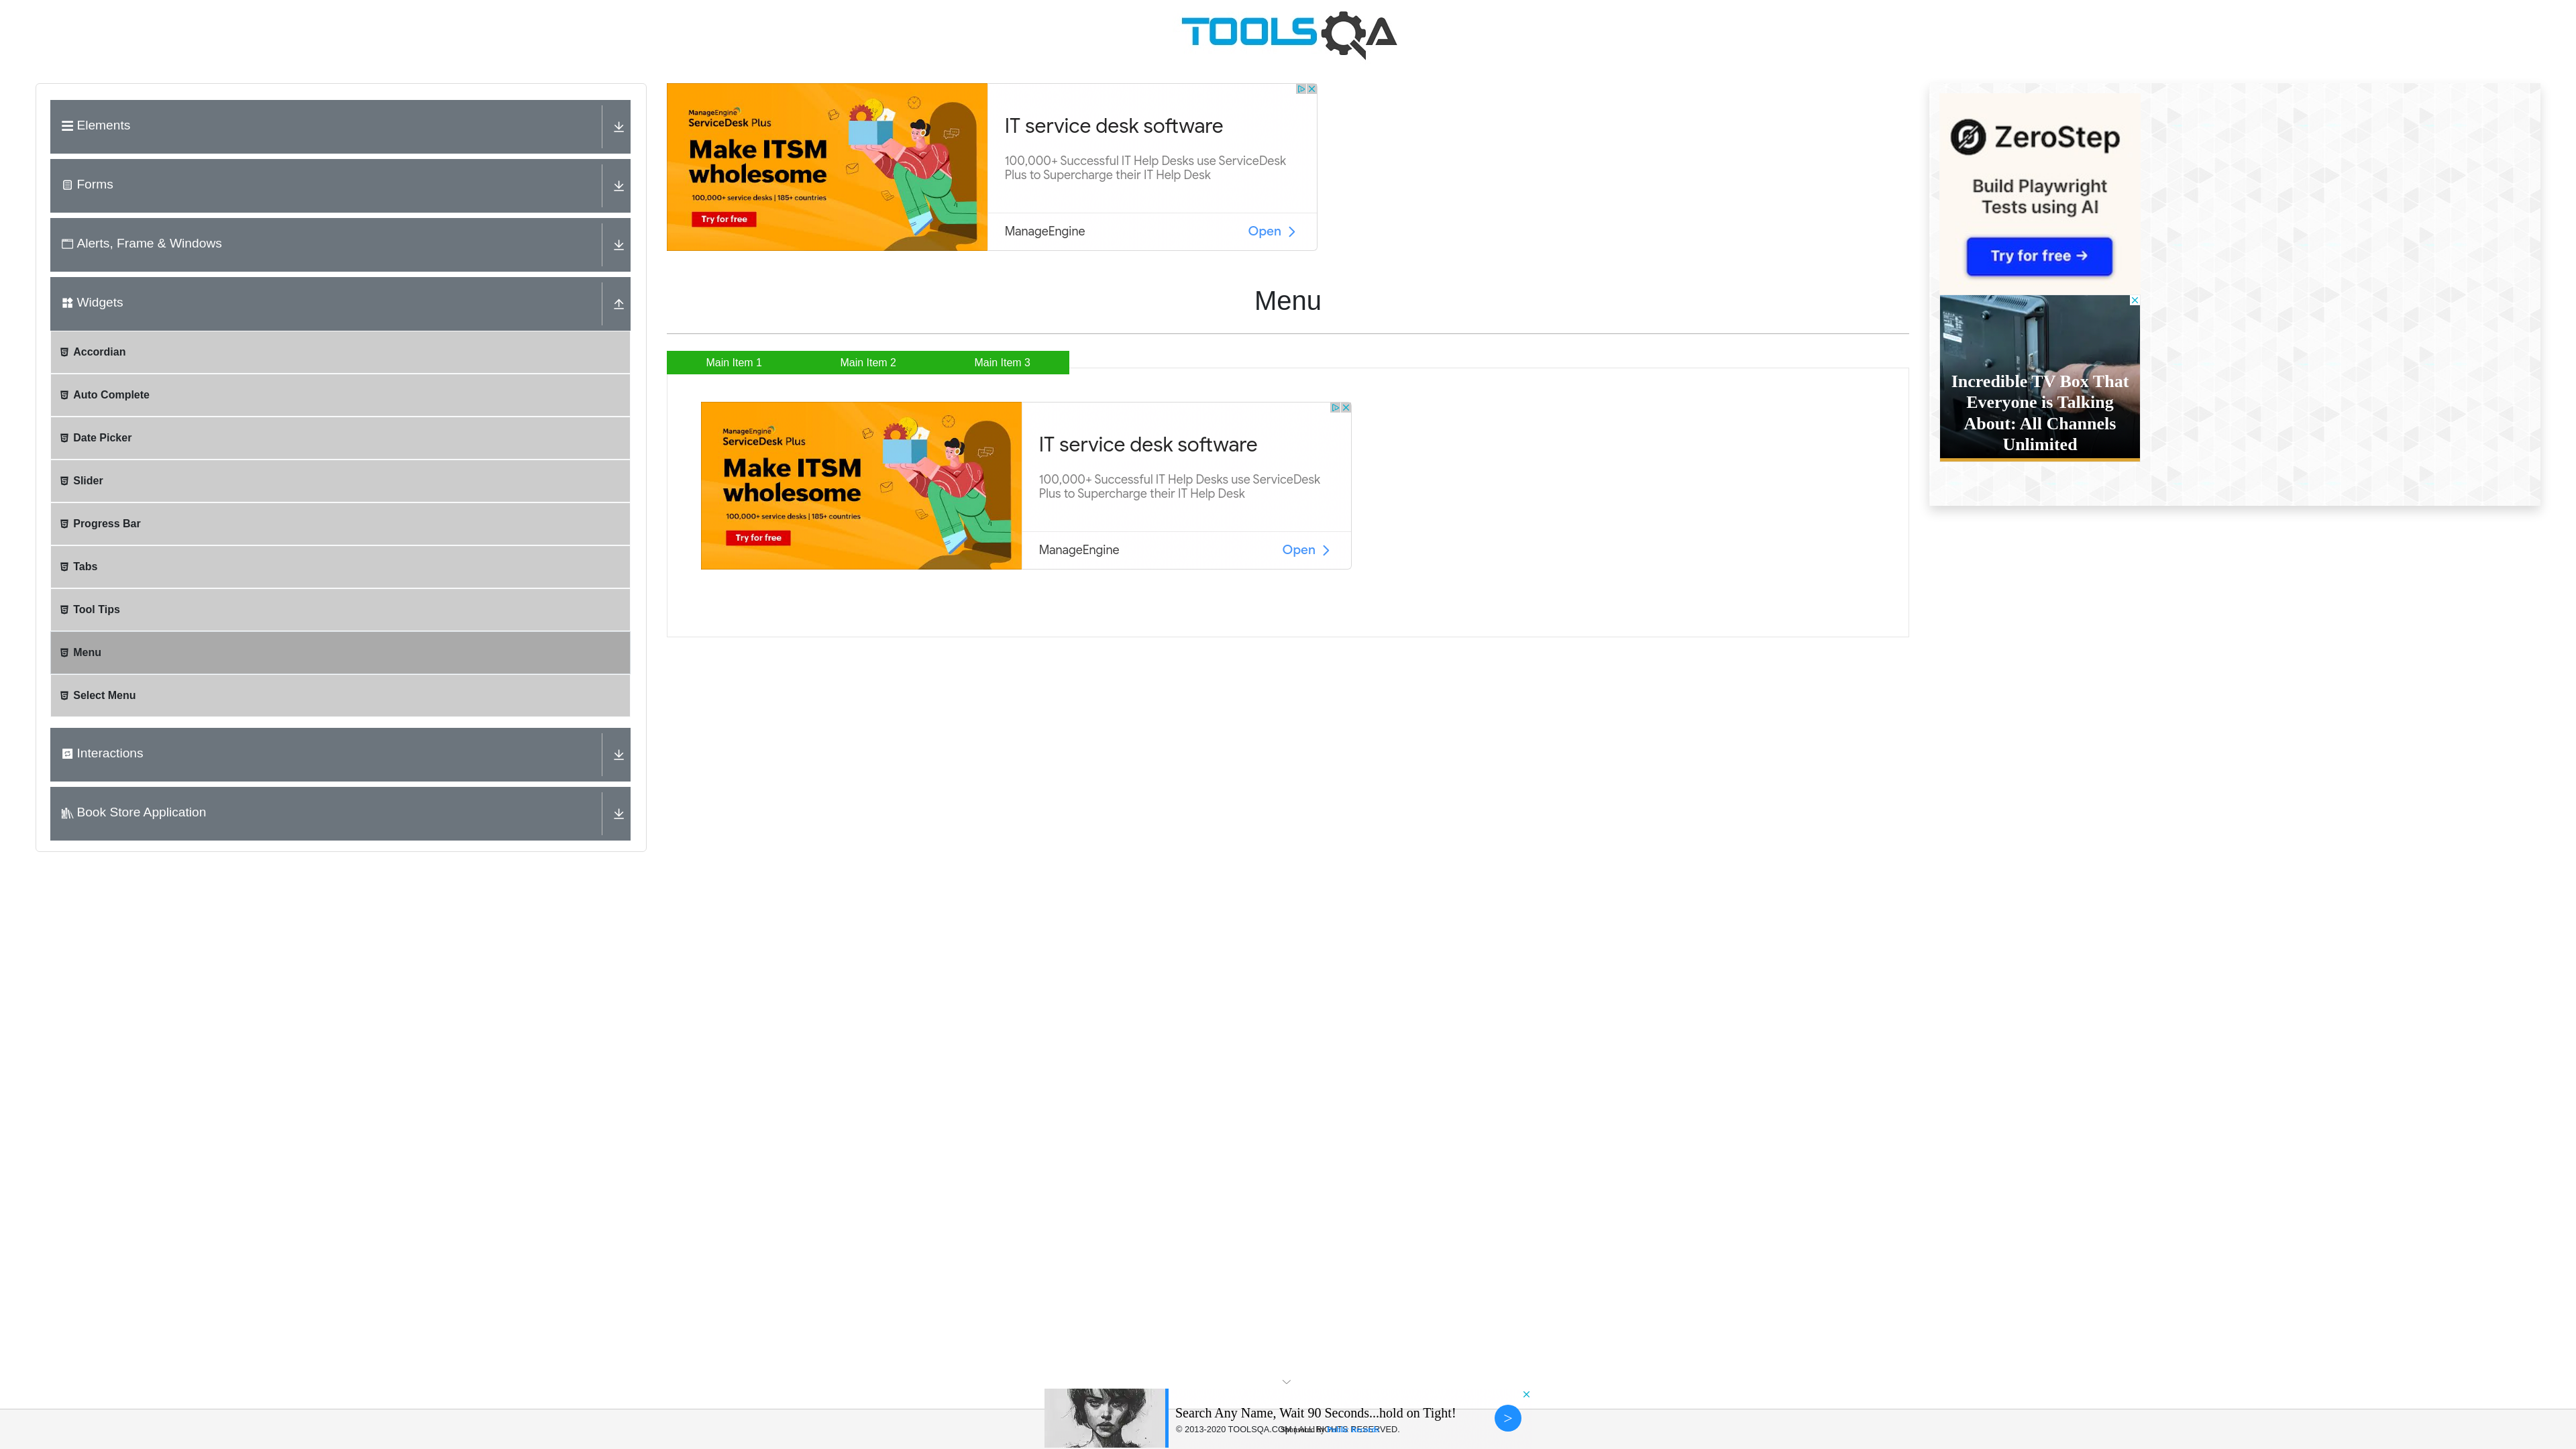 TOOLSQA
Elements
Forms
Alerts, Frame & Windows
Widgets
Accordian
Auto Complete
Date Picker
Slider
Progress Bar
Tabs
Tool Tips
Menu
Select Menu
Interactions
Book Store Application
ManageEngine
ServiceDesk Plus
Make ITSM
wholesome
100,000+ service desks | 185+ countries
Try for free
IT service desk software
100,000+ Successful IT Help Desks use ServiceDesk
Plus to Supercharge their IT Help Desk
ManageEngine
Open
Menu
Main Item 1
Main Item 2
Main Item 3
ManageEngine
ServiceDesk Plus
Make ITSM
wholesome
100,000+ service desks | 185+ countries
Try for free
IT service desk software
100,000+ Successful IT Help Desks use ServiceDesk
Plus to Supercharge their IT Help Desk
ManageEngine
Open
ZeroStep
Build Playwright
Tests using AI
Try for free →
Incredible TV Box That
Everyone is Talking
About: All Channels
Unlimited
Search Any Name, Wait 90 Seconds...hold on Tight!
© 2013-2020 TOOLSQA.COM | ALL RIGHTS RESERVED.